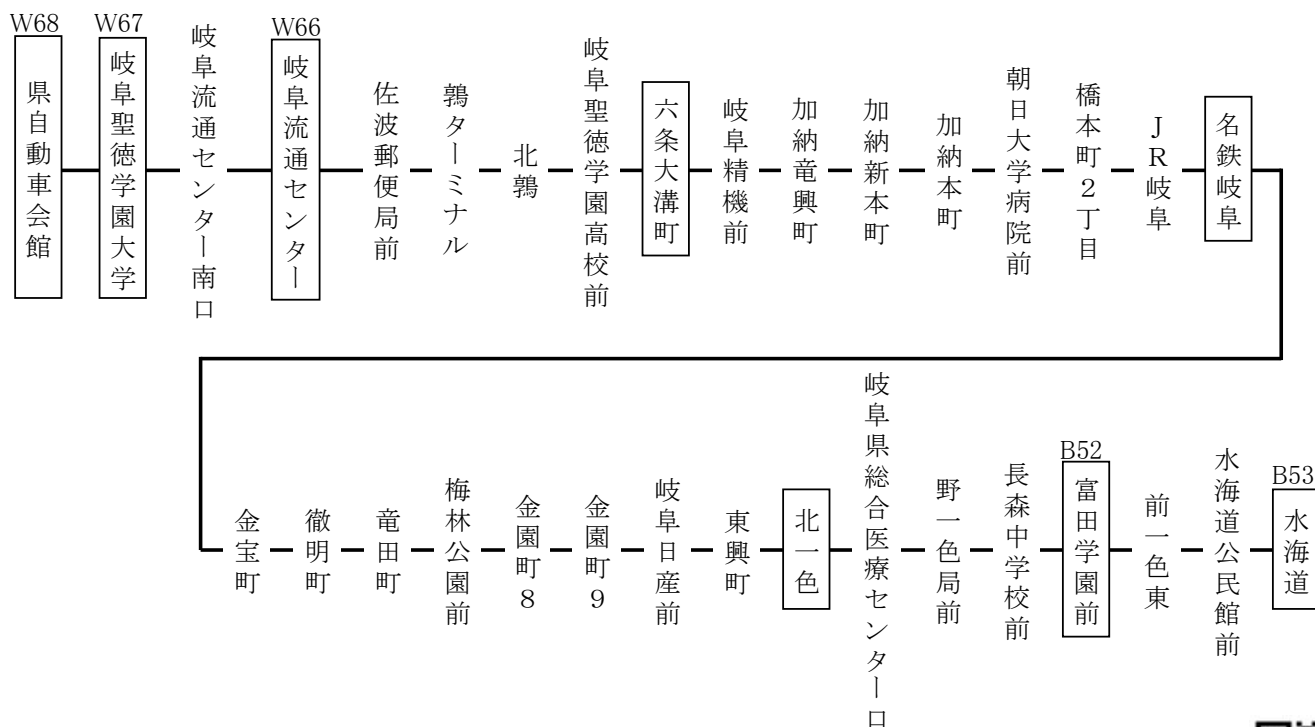 W68
県自動車会館
W67
岐阜聖徳学園大学
岐阜流通センター南口
W66
岐阜流通センター
佐波郵便局前
鶉ターミナル
北鶉
岐阜聖徳学園高校前
六条大溝町
岐阜精機前
加納竜興町
加納新本町
加納本町
朝日大学病院前
橋本町2丁目
JR岐阜
名鉄岐阜
金宝町
徹明町
竜田町
梅林公園前
金園町8
金園町9
岐阜日産前
東興町
北一色
岐阜県総合医療センター口
野一色局前
長森中学校前
B52
富田学園前
前一色東
水海道公民館前
B53
水海道